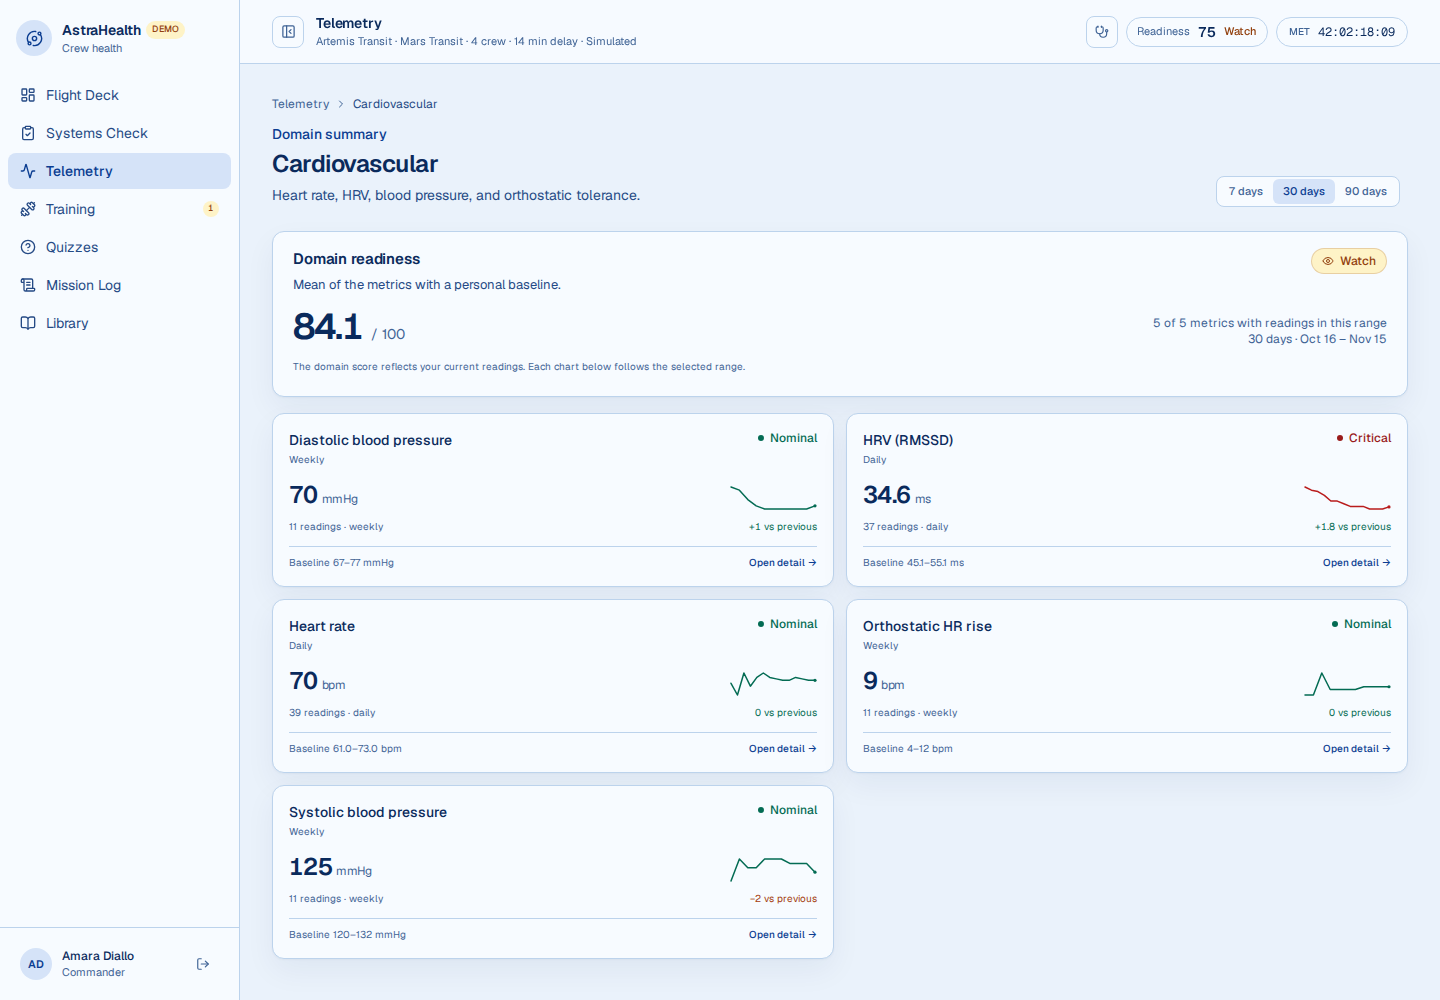 AstraHealth DEMO
Crew health
Flight Deck
Systems Check
Telemetry
Training 1
Quizzes
Mission Log
Library
AD
Amara Diallo
Commander
Telemetry
Artemis Transit · Mars Transit · 4 crew · 14 min delay · Simulated
Readiness 75 Watch
MET 42:02:18:09
Telemetry > Cardiovascular
Domain summary
Cardiovascular
Heart rate, HRV, blood pressure, and orthostatic tolerance.
7 days 30 days 90 days
Domain readiness
Watch
Mean of the metrics with a personal baseline.
84.1 / 100
5 of 5 metrics with readings in this range
30 days · Oct 16 – Nov 15
The domain score reflects your current readings. Each chart below follows the selected range.
Diastolic blood pressure
Nominal
Weekly
70 mmHg
11 readings · weekly
+1 vs previous
Baseline 67–77 mmHg
Open detail →
HRV (RMSSD)
Critical
Daily
34.6 ms
37 readings · daily
+1.8 vs previous
Baseline 45.1–55.1 ms
Open detail →
Heart rate
Nominal
Daily
70 bpm
39 readings · daily
0 vs previous
Baseline 61.0–73.0 bpm
Open detail →
Orthostatic HR rise
Nominal
Weekly
9 bpm
11 readings · weekly
0 vs previous
Baseline 4–12 bpm
Open detail →
Systolic blood pressure
Nominal
Weekly
125 mmHg
11 readings · weekly
−2 vs previous
Baseline 120–132 mmHg
Open detail →